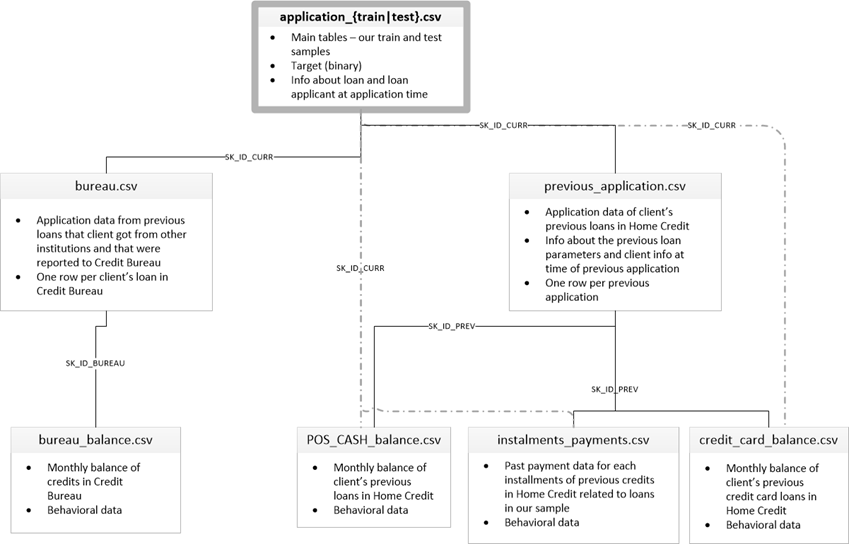 application_{train|test}.csv
• Main tables – our train and test
samples
• Target (binary)
• Info about loan and loan
applicant at application time
SK_ID_CURR
SK_ID_CURR
SK_ID_CURR
bureau.csv
• Application data from previous
loans that client got from other
institutions and that were
reported to Credit Bureau
• One row per client's loan in
Credit Bureau
previous_application.csv
• Application data of client's
previous loans in Home Credit
• Info about the previous loan
parameters and client info at
time of previous application
• One row per previous
application
SK_ID_CURR
SK_ID_PREV
SK_ID_BUREAU
SK_ID_PREV
bureau_balance.csv
• Monthly balance of
credits in Credit
Bureau
• Behavioral data
POS_CASH_balance.csv
• Monthly balance of
client's previous
loans in Home Credit
• Behavioral data
instalments_payments.csv
• Past payment data for each
installments of previous credits
in Home Credit related to loans
in our sample
• Behavioral data
credit_card_balance.csv
• Monthly balance of
client's previous
credit card loans in
Home Credit
• Behavioral data